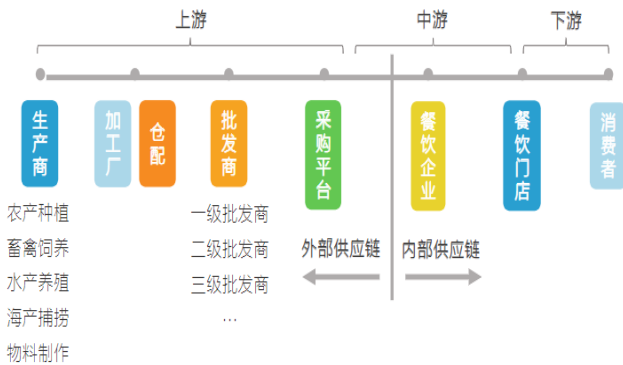 上游
中游
下游
生产商
加工厂
仓配
批发商
采购平台
餐饮企业
餐饮门店
消费者
农产种植
畜禽饲养
水产养殖
海产捕捞
物料制作
一级批发商
二级批发商
三级批发商
…
外部供应链
内部供应链